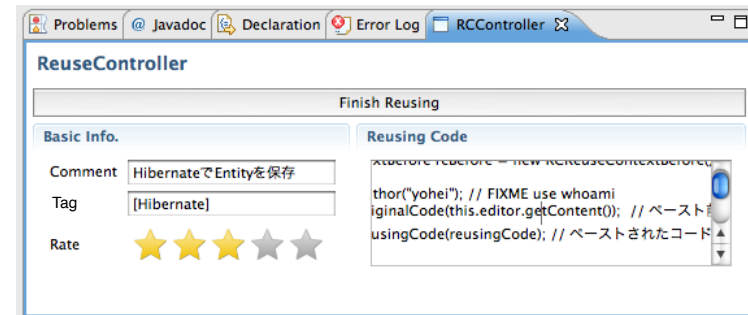 Problems @ Javadoc Declaration Error Log RCController
ReuseController
Finish Reusing
Basic Info.
Reusing Code
Comment HibernateでEntityを保存
Tag [Hibernate]
Rate
thor("yohei"); // FIXME use whoami
iginalCode(this.editor.getContent()); // ペースト
usingCode(reusingCode); // ペーストされたコード